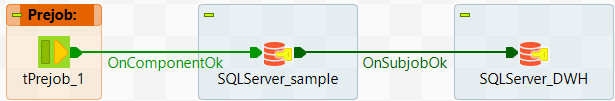 Prejob:
OnComponentOk
OnSubjobOk
tPrejob_1
SQLServer_sample
SQLServer_DWH